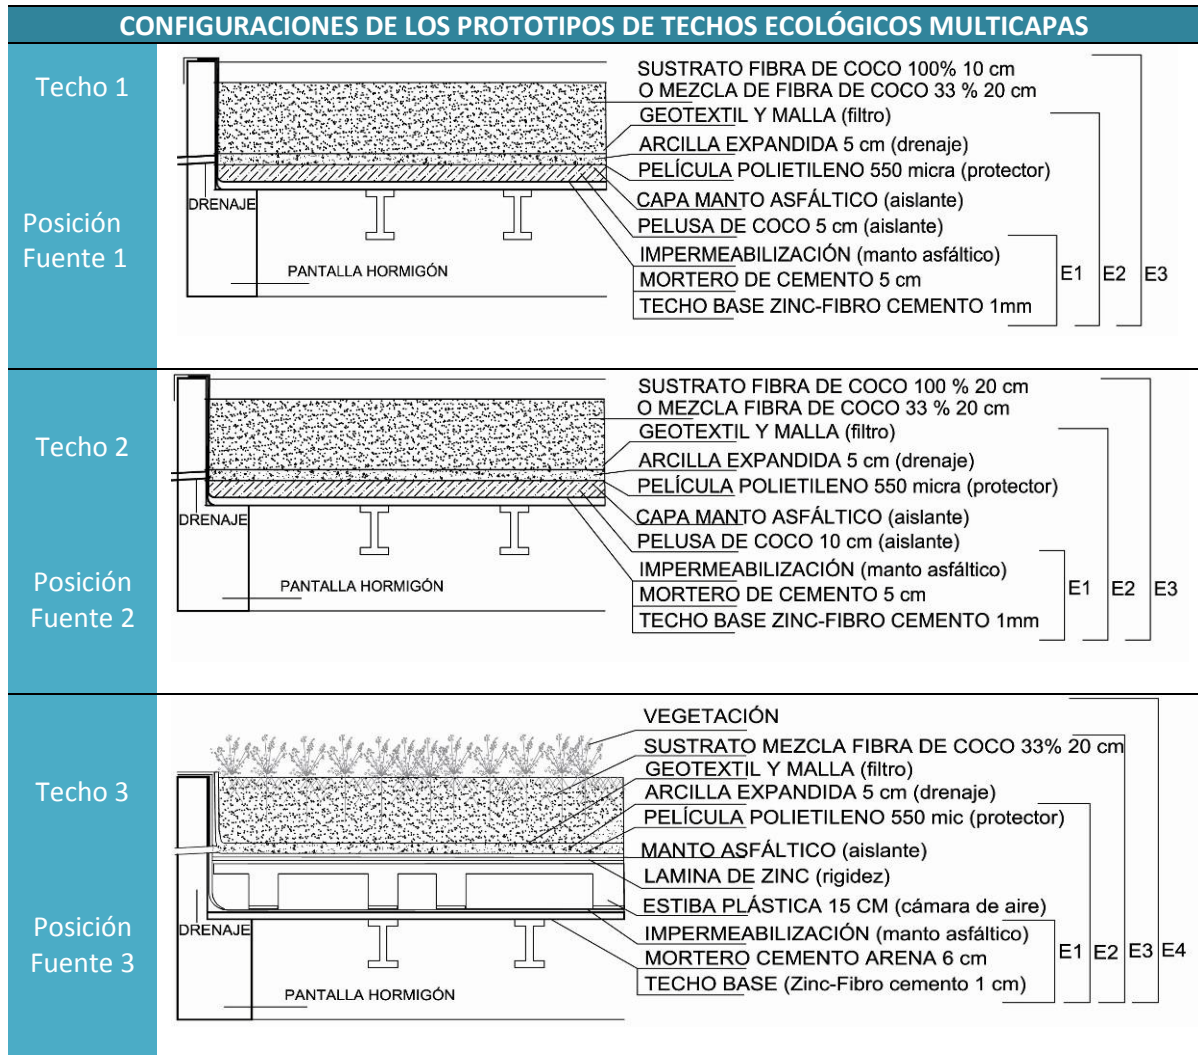 CONFIGURACIONES DE LOS PROTOTIPOS DE TECHOS ECOLÓGICOS MULTICAPAS
Techo 1
Posición
Fuente 1
DRENAJE
PANTALLA HORMIGÓN
SUSTRATO FIBRA DE COCO 100% 10 cm
O MEZCLA DE FIBRA DE COCO 33 % 20 cm
GEOTEXTIL Y MALLA (filtro)
ARCILLA EXPANDIDA 5 cm (drenaje)
PELÍCULA POLIETILENO 550 micra (protector)
CAPA MANTO ASFÁLTICO (aislante)
PELUSA DE COCO 5 cm (aislante)
IMPERMEABILIZACIÓN (manto asfáltico)
MORTERO DE CEMENTO 5 cm
TECHO BASE ZINC-FIBRO CEMENTO 1mm
E1 E2 E3
Techo 2
Posición
Fuente 2
DRENAJE
PANTALLA HORMIGÓN
SUSTRATO FIBRA DE COCO 100 % 20 cm
O MEZCLA FIBRA DE COCO 33 % 20 cm
GEOTEXTIL Y MALLA (filtro)
ARCILLA EXPANDIDA 5 cm (drenaje)
PELÍCULA POLIETILENO 550 micra (protector)
CAPA MANTO ASFÁLTICO (aislante)
PELUSA DE COCO 10 cm (aislante)
IMPERMEABILIZACIÓN (manto asfáltico)
MORTERO DE CEMENTO 5 cm
TECHO BASE ZINC-FIBRO CEMENTO 1mm
E1 E2 E3
Techo 3
Posición
Fuente 3
DRENAJE
PANTALLA HORMIGÓN
VEGETACIÓN
SUSTRATO MEZCLA FIBRA DE COCO 33% 20 cm
GEOTEXTIL Y MALLA (filtro)
ARCILLA EXPANDIDA 5 cm (drenaje)
PELÍCULA POLIETILENO 550 mic (protector)
MANTO ASFÁLTICO (aislante)
LAMINA DE ZINC (rigidez)
ESTIBA PLÁSTICA 15 CM (cámara de aire)
IMPERMEABILIZACIÓN (manto asfáltico)
MORTERO CEMENTO ARENA 6 cm
TECHO BASE (Zinc-Fibro cemento 1 cm)
E1 E2 E3 E4